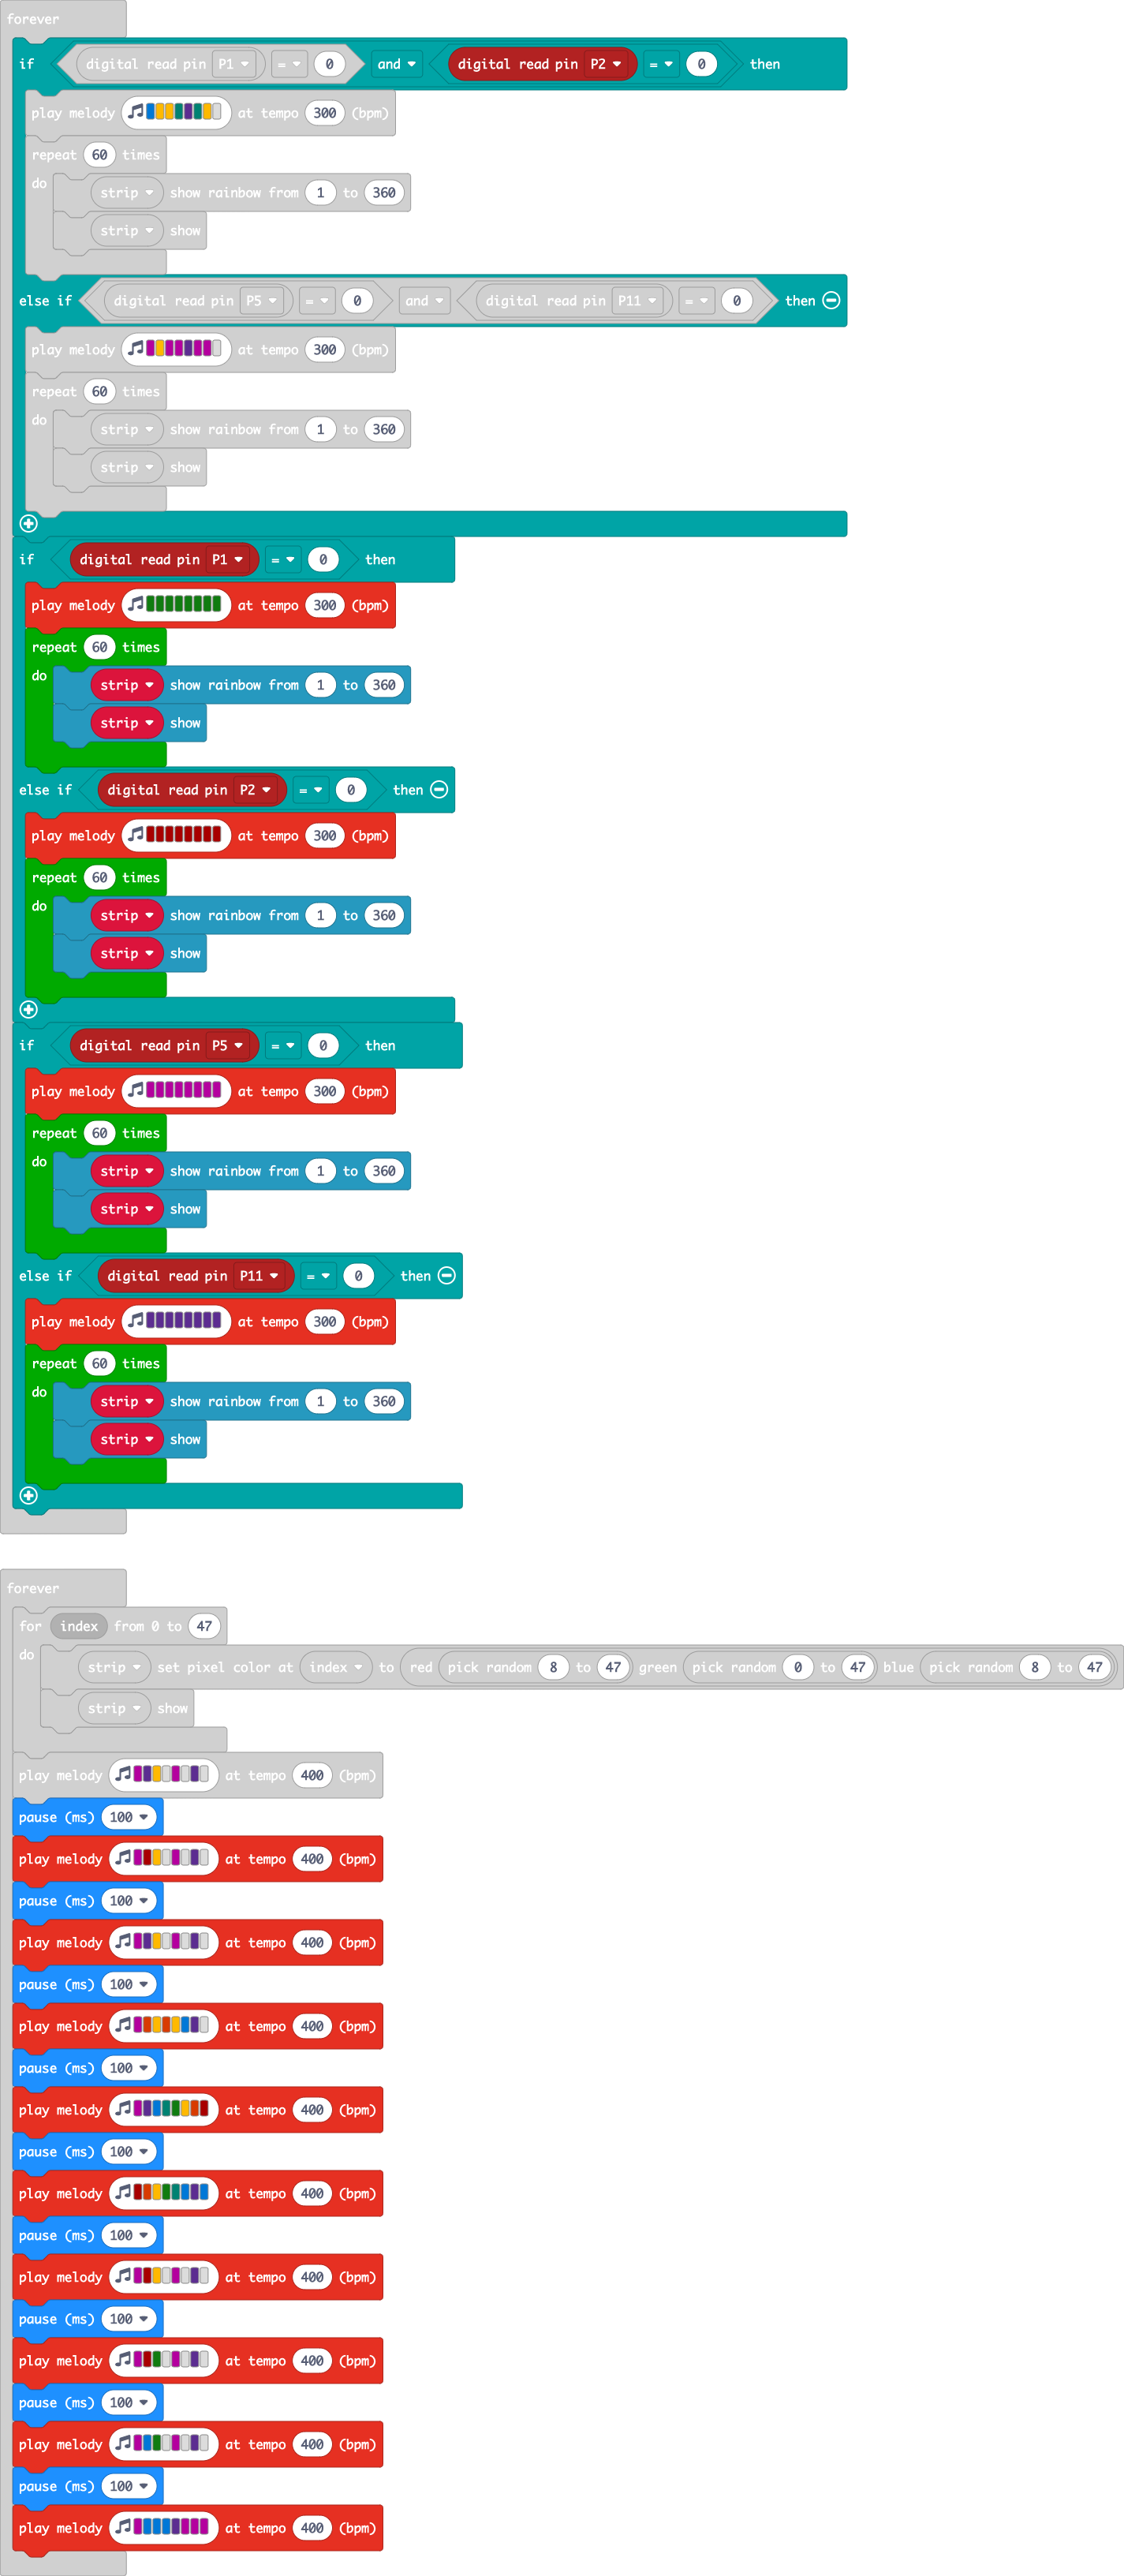 forever
if digital read pin P1 = 0 and digital read pin P2 = 0 then
play melody at tempo 300 (bpm)
repeat 60 times
do strip show rainbow from 1 to 360
strip show
else if digital read pin P5 = 0 and digital read pin P11 = 0 then
play melody at tempo 300 (bpm)
repeat 60 times
do strip show rainbow from 1 to 360
strip show
if digital read pin P1 = 0 then
play melody at tempo 300 (bpm)
repeat 60 times
do strip show rainbow from 1 to 360
strip show
else if digital read pin P2 = 0 then
play melody at tempo 300 (bpm)
repeat 60 times
do strip show rainbow from 1 to 360
strip show
if digital read pin P5 = 0 then
play melody at tempo 300 (bpm)
repeat 60 times
do strip show rainbow from 1 to 360
strip show
else if digital read pin P11 = 0 then
play melody at tempo 300 (bpm)
repeat 60 times
do strip show rainbow from 1 to 360
strip show
forever
for index from 0 to 47
do strip set pixel color at index to red pick random 8 to 47 green pick random 0 to 47 blue pick random 8 to 47
strip show
play melody at tempo 400 (bpm)
pause (ms) 100
play melody at tempo 400 (bpm)
pause (ms) 100
play melody at tempo 400 (bpm)
pause (ms) 100
play melody at tempo 400 (bpm)
pause (ms) 100
play melody at tempo 400 (bpm)
pause (ms) 100
play melody at tempo 400 (bpm)
pause (ms) 100
play melody at tempo 400 (bpm)
pause (ms) 100
play melody at tempo 400 (bpm)
pause (ms) 100
play melody at tempo 400 (bpm)
pause (ms) 100
play melody at tempo 400 (bpm)